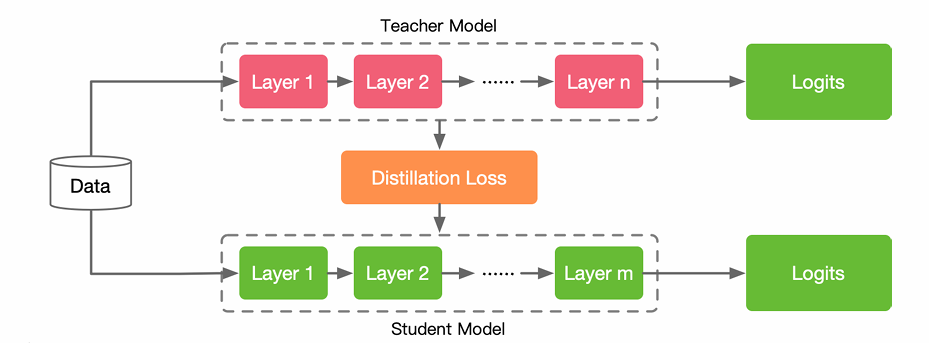 Teacher Model
Layer 1
Layer 2
......
Layer n
Logits
Data
Distillation Loss
Layer 1
Layer 2
......
Layer m
Logits
Student Model